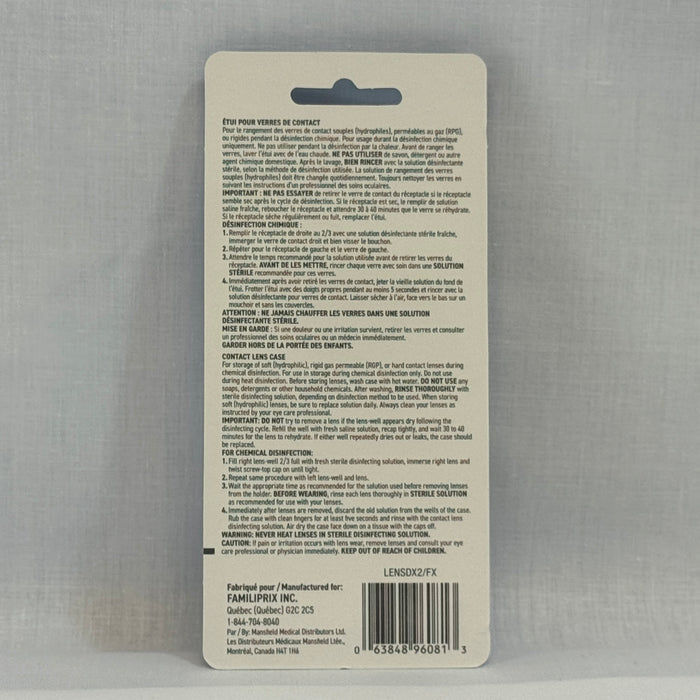 ÉTUI POUR VERRES DE CONTACT
Pour le rangement des verres de contact souples (hydrophiles), perméables au gaz (RPG),
ou rigides pendant la désinfection chimique. Pour usage durant la désinfection chimique
uniquement. Ne pas utiliser pendant la désinfection par la chaleur. Avant de ranger les
verres, laver l'étui avec de l'eau chaude. NE PAS UTILISER de savon, détergent ou autre
agent chimique domestique. Après le lavage, BIEN RINCER avec la solution désinfectante
stérile, selon la méthode de désinfection utilisée. La solution de rangement des verres
souples (hydrophiles) doit être changée quotidiennement. Toujours nettoyer les verres en
suivant les instructions d'un professionnel des soins oculaires.
IMPORTANT : NE PAS ESSAYER de retirer le verre de contact du réceptacle si le réceptacle
semble sec après le cycle de désinfection. Si le réceptacle est sec, le remplir de solution
saline fraîche, reboucher le réceptacle et attendre 30 à 40 minutes que le verre se réhydrate.
Si le réceptacle sèche régulièrement ou fuit, remplacer l'étui.
DÉSINFECTION CHIMIQUE :
1. Remplir le réceptacle de droite au 2/3 avec une solution désinfectante stérile fraîche,
immerger le verre de contact droit et bien visser le bouchon.
2. Répéter pour le réceptacle de gauche et le verre de gauche.
3. Attendre le temps recommandé pour la solution utilisée avant de retirer les verres du
réceptacle. AVANT DE LES METTRE, rincer chaque verre avec soin dans une SOLUTION
STÉRILE recommandée pour ces verres.
4. Immédiatement après avoir retiré les verres de contact, jeter la vieille solution du fond de
l'étui. Frotter l'étui avec des doigts propres pendant au moins 5 secondes et rincer avec la
solution désinfectante pour verres de contact. Laisser sécher à l'air, face vers le bas sur un
mouchoir et sans les couvercles.
ATTENTION : NE JAMAIS CHAUFFER LES VERRES DANS UNE SOLUTION
DÉSINFECTANTE STÉRILE.
MISE EN GARDE : Si une douleur ou une irritation survient, retirer les verres et consulter
un professionnel des soins oculaires ou un médecin immédiatement.
GARDER HORS DE LA PORTÉE DES ENFANTS.
CONTACT LENS CASE
For storage of soft (hydrophilic), rigid gas permeable (RGP), or hard contact lenses during
chemical disinfection. For use in storage during chemical disinfection only. Do not use
during heat disinfection. Before storing lenses, wash case with hot water. DO NOT USE any
soaps, detergents or other household chemicals. After washing, RINSE THOROUGHLY with
sterile disinfecting solution, depending on disinfection method to be used. When storing
soft (hydrophilic) lenses, be sure to replace solution daily. Always clean your lenses as
instructed by your eye care professional.
IMPORTANT: DO NOT try to remove a lens if the lens-well appears dry following the
disinfecting cycle. Refill the well with fresh saline solution, recap tightly, and wait 30 to 40
minutes for the lens to rehydrate. If either well repeatedly dries out or leaks, the case should
be replaced.
FOR CHEMICAL DISINFECTION:
1. Fill right lens-well 2/3 full with fresh sterile disinfecting solution, immerse right lens and
twist screw-top cap on until tight.
2. Repeat same procedure with left lens-well and lens.
3. Wait the appropriate time as recommended for the solution used before removing lenses
from the holder. BEFORE WEARING, rinse each lens thoroughly in STERILE SOLUTION
as recommended for use with your lenses.
4. Immediately after lenses are removed, discard the old solution from the wells of the case.
Rub the case with clean fingers for at least five seconds and rinse with the contact lens
disinfecting solution. Air dry the case face down on a tissue with the caps off.
WARNING: NEVER HEAT LENSES IN STERILE DISINFECTING SOLUTION.
CAUTION: If pain or irritation occurs with lens wear, remove lenses and consult your eye
care professional or physician immediately. KEEP OUT OF REACH OF CHILDREN.
LENSDX2/FX
Fabriqué pour / Manufactured for:
FAMILIPRIX INC.
Québec (Québec) G2C 2C5
1-844-704-8040
Par / By: Mansfield Medical Distributors Ltd.
Les Distributeurs Médicaux Mansfield Ltée.,
Montréal, Canada H4T 1H6
0 63848 96081 3